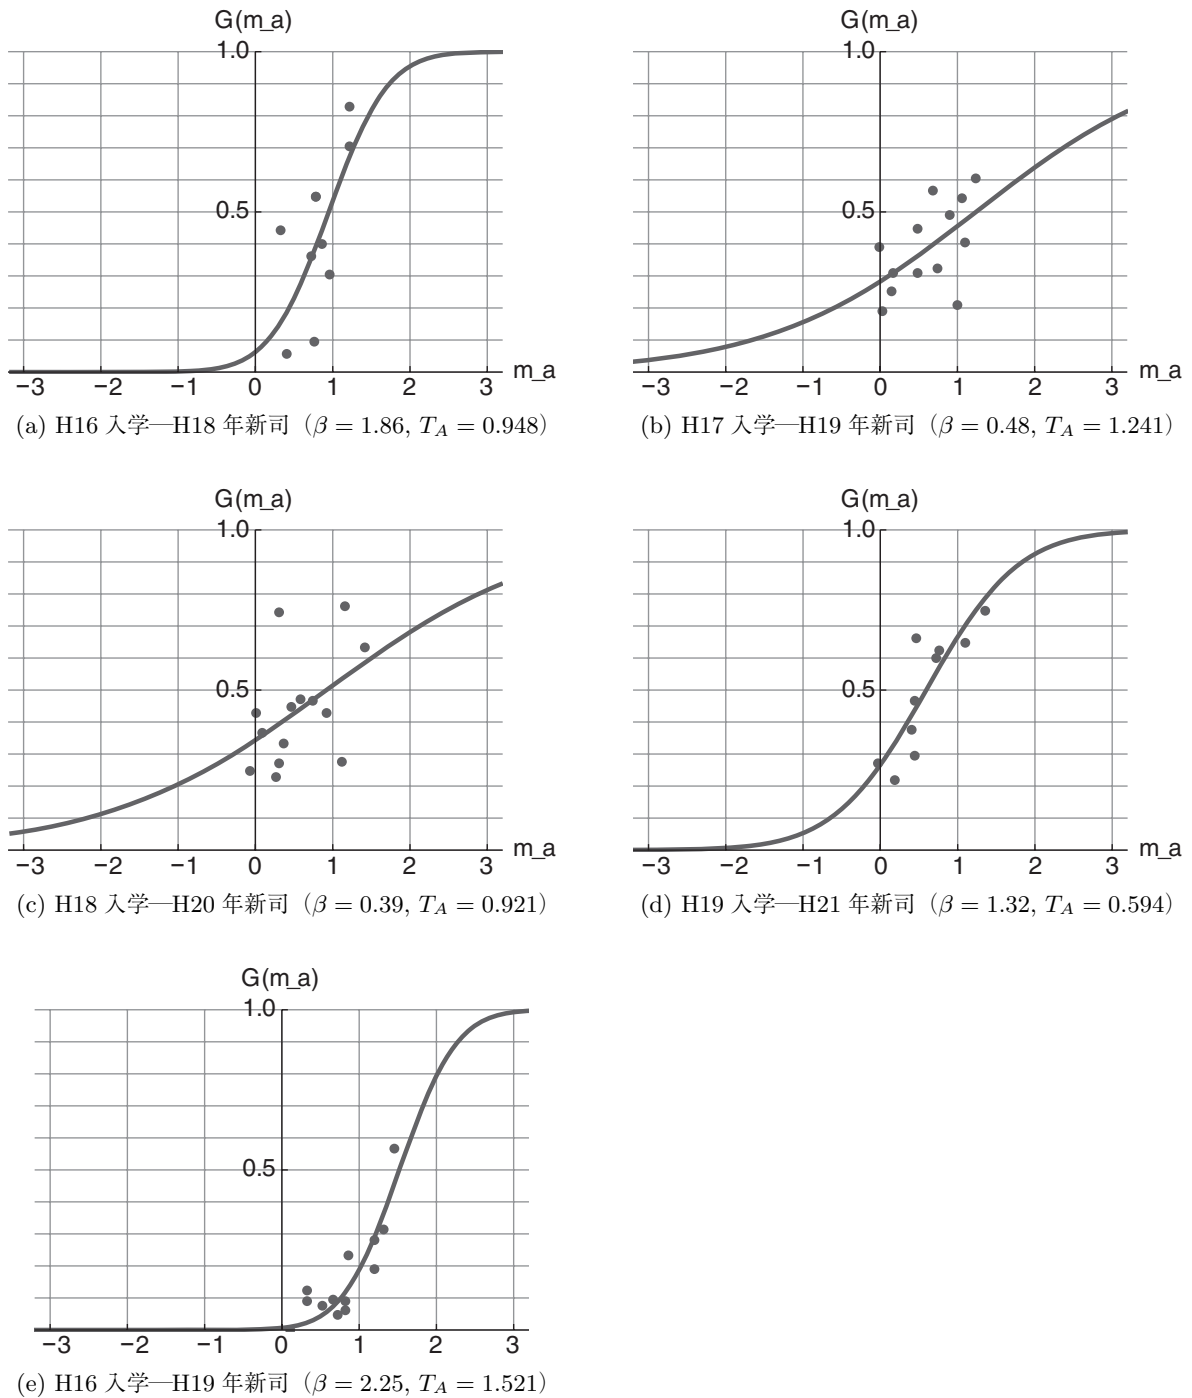 G(m_a)
1.0
0.5
−3 −2 −1 0 1 2 3 m_a
(a) H16 入学—H18 年新司（β = 1.86, T_A = 0.948）
G(m_a)
1.0
0.5
−3 −2 −1 0 1 2 3 m_a
(b) H17 入学—H19 年新司（β = 0.48, T_A = 1.241）
G(m_a)
1.0
0.5
−3 −2 −1 0 1 2 3 m_a
(c) H18 入学—H20 年新司（β = 0.39, T_A = 0.921）
G(m_a)
1.0
0.5
−3 −2 −1 0 1 2 3 m_a
(d) H19 入学—H21 年新司（β = 1.32, T_A = 0.594）
G(m_a)
1.0
0.5
−3 −2 −1 0 1 2 3
(e) H16 入学—H19 年新司（β = 2.25, T_A = 1.521）